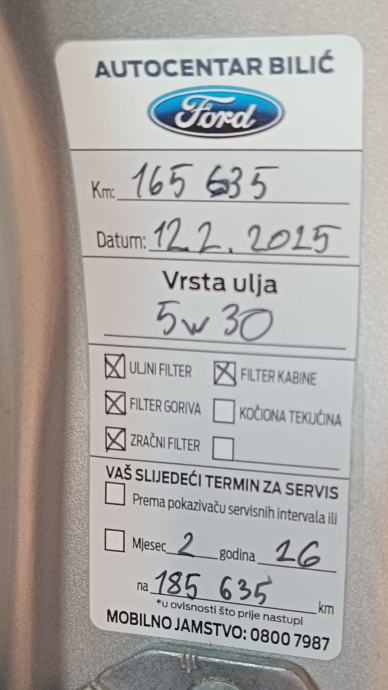 AUTOCENTAR BILIĆ
Ford
Km: 165 635
Datum: 12.2.2025
Vrsta ulja
5w30
ULJNI FILTER FILTER KABINE
FILTER GORIVA KOČIONA TEKUĆINA
ZRAČNI FILTER
VAŠ SLIJEDEĆI TERMIN ZA SERVIS
Prema pokazivaču servisnih intervala ili
Mjesec 2 godina 26
na 185 635 km
*u ovisnosti što prije nastupi
MOBILNO JAMSTVO: 0800 7987